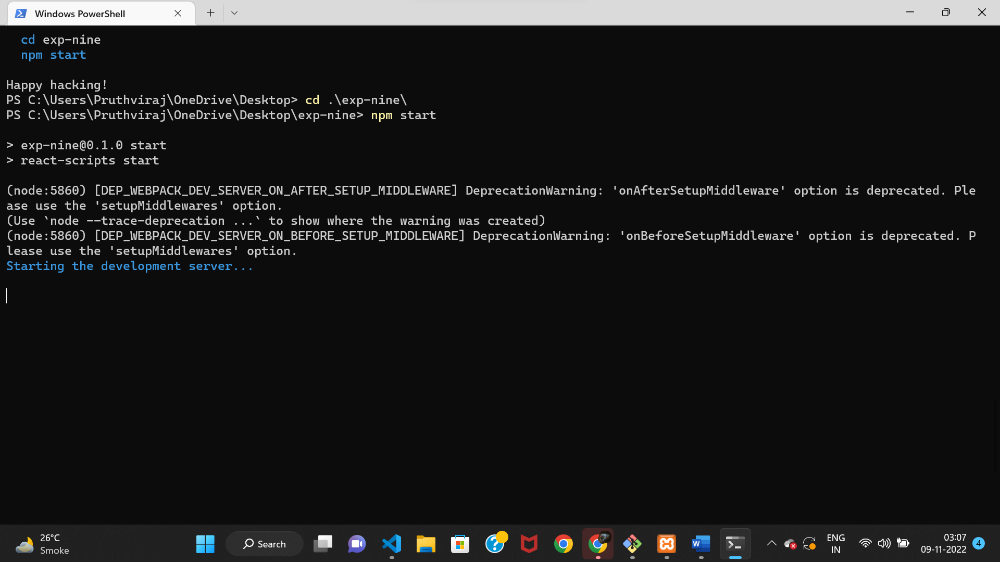 Windows PowerShell
cd exp-nine
npm start
Happy hacking!
PS C:\Users\Pruthviraj\OneDrive\Desktop> cd .\exp-nine\
PS C:\Users\Pruthviraj\OneDrive\Desktop\exp-nine> npm start
> exp-nine@0.1.0 start
> react-scripts start
(node:5860) [DEP_WEBPACK_DEV_SERVER_ON_AFTER_SETUP_MIDDLEWARE] DeprecationWarning: 'onAfterSetupMiddleware' option is deprecated. Ple
ase use the 'setupMiddlewares' option.
(Use `node --trace-deprecation ...` to show where the warning was created)
(node:5860) [DEP_WEBPACK_DEV_SERVER_ON_BEFORE_SETUP_MIDDLEWARE] DeprecationWarning: 'onBeforeSetupMiddleware' option is deprecated. P
lease use the 'setupMiddlewares' option.
Starting the development server...
26°C
Smoke
Search
W
ENG
IN
03:07
09-11-2022
4